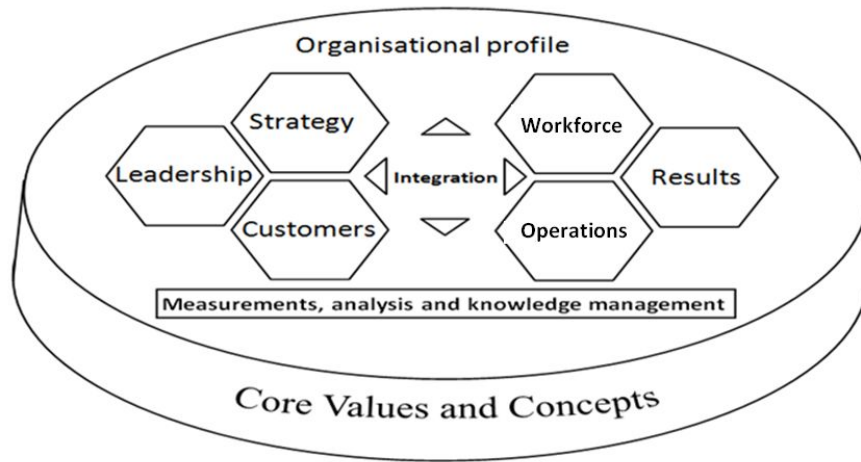 Organisational profile
Strategy
Workforce
Leadership
Integration
Results
Customers
Operations
Measurements, analysis and knowledge management
Core Values and Concepts